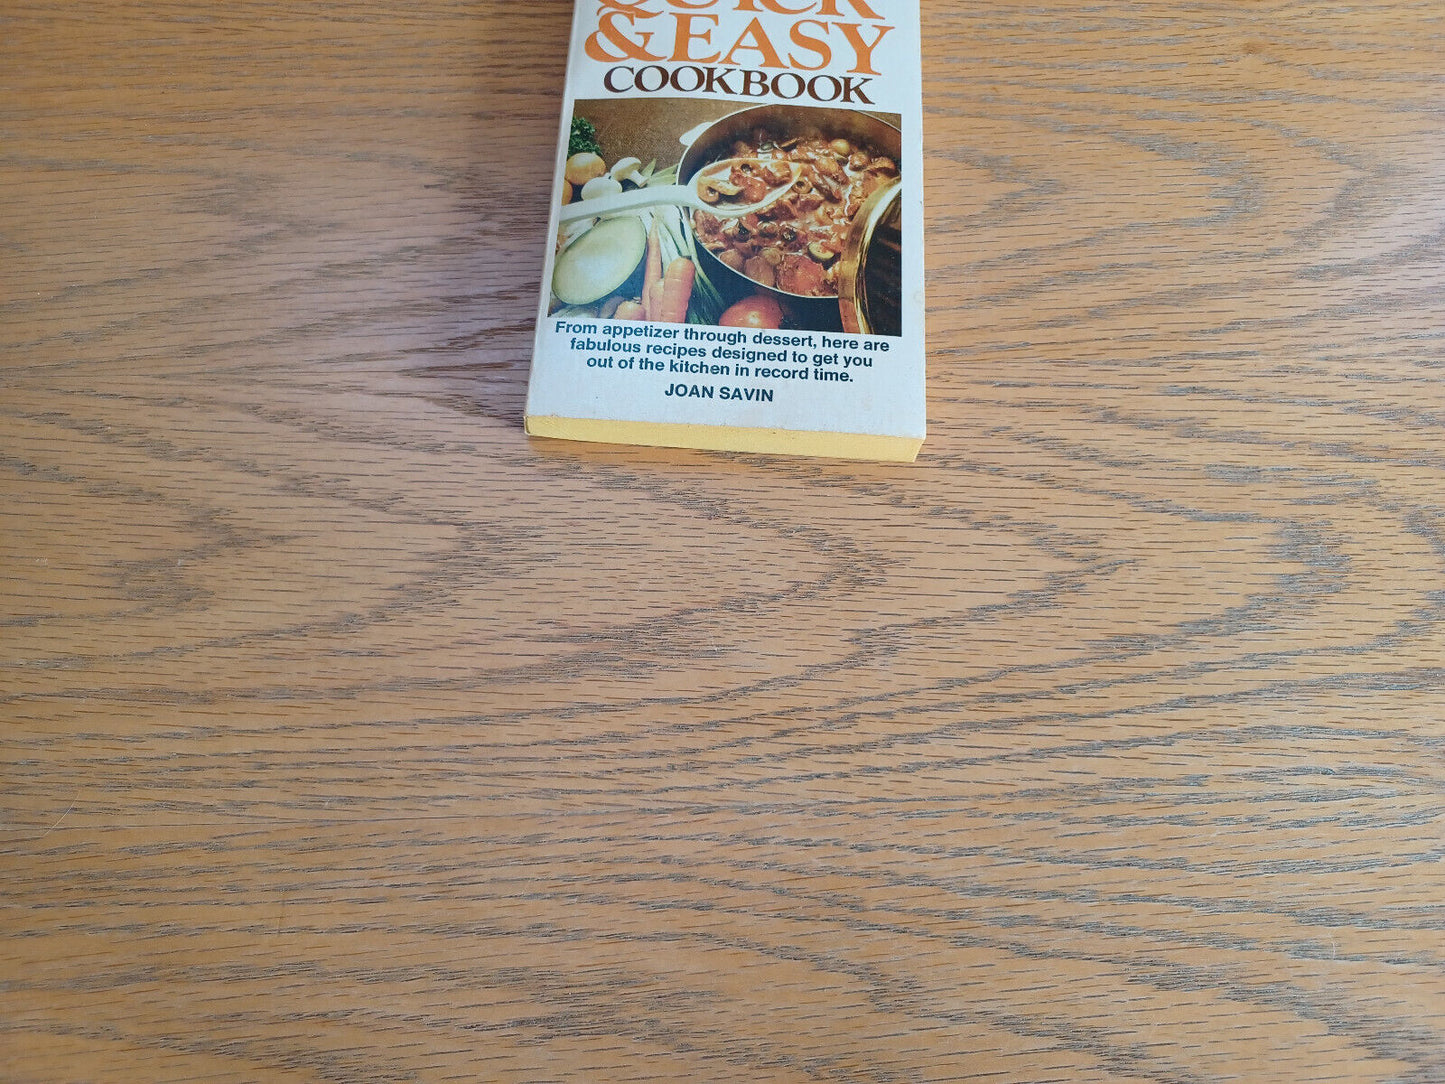 QUICK
&EASY
COOKBOOK
From appetizer through dessert, here are
fabulous recipes designed to get you
out of the kitchen in record time.
JOAN SAVIN